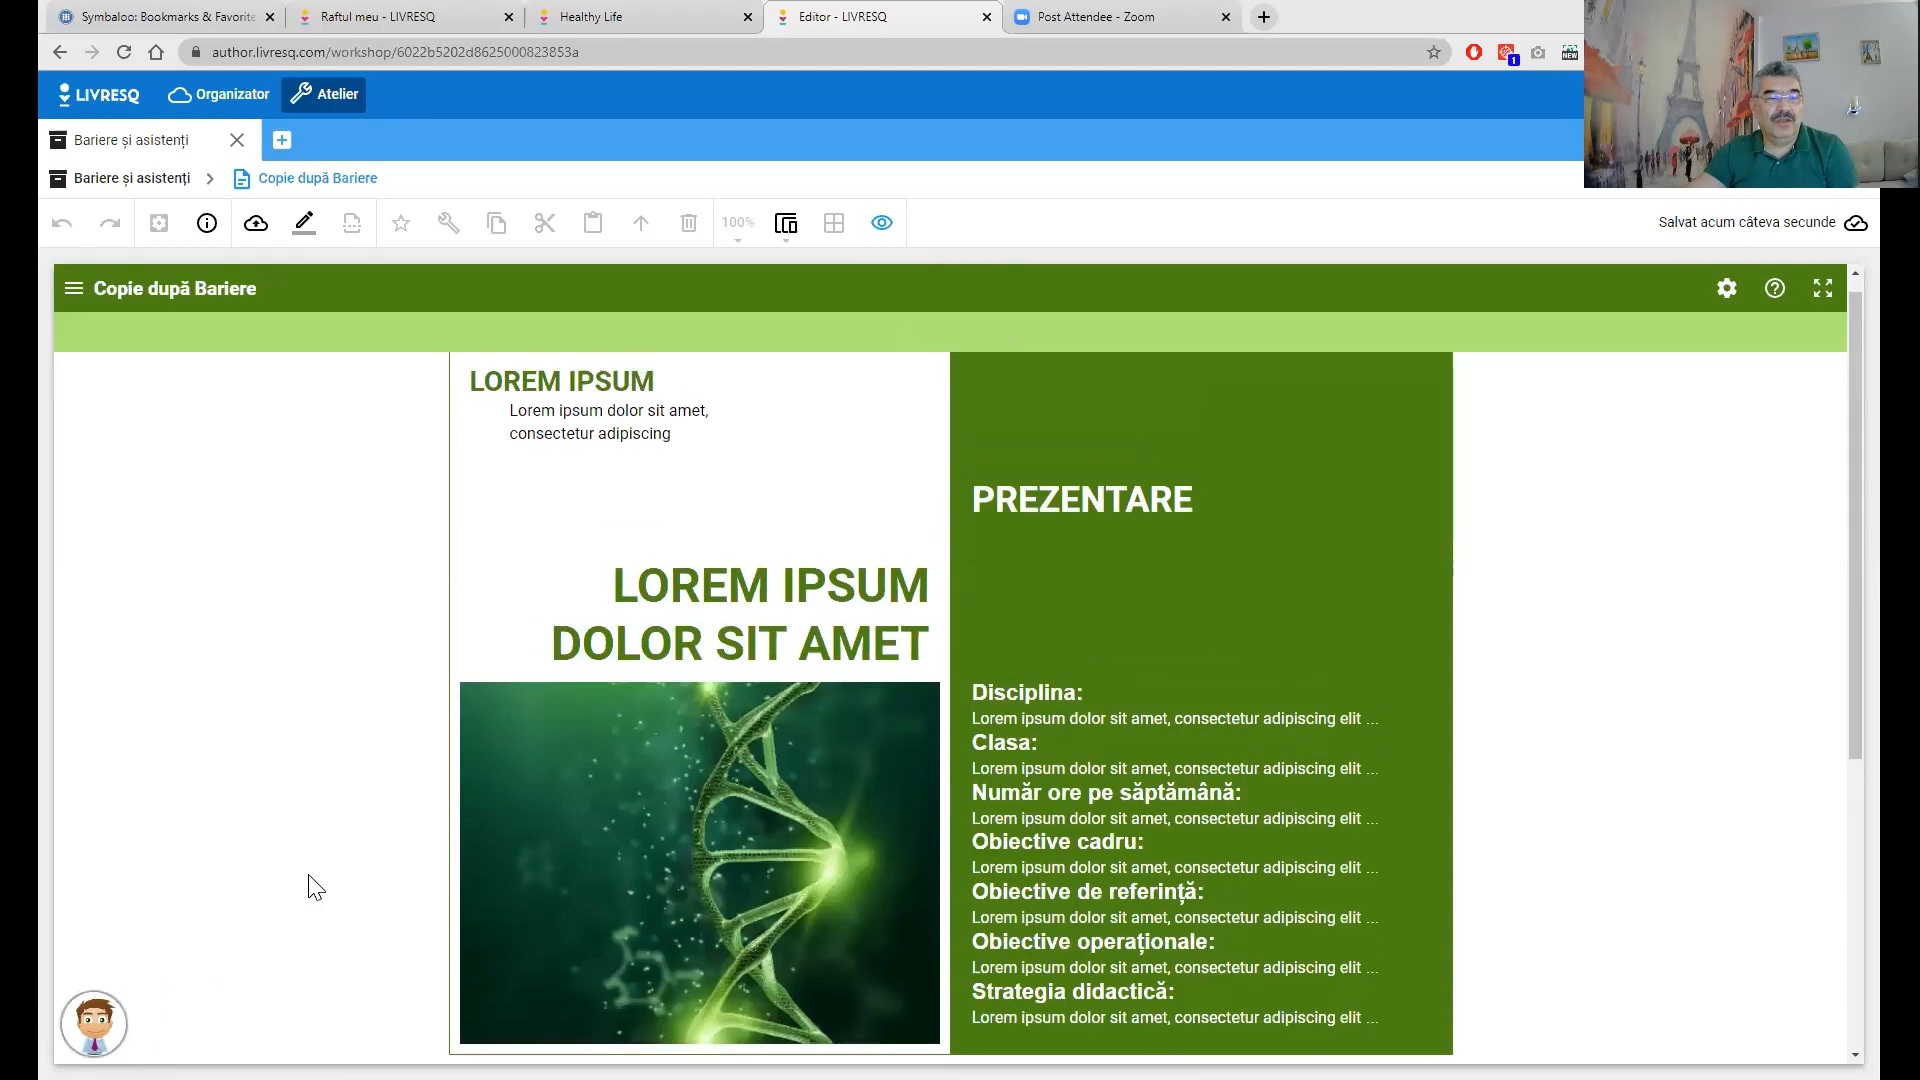 Symbaloo: Bookmarks & Favorite
Raftul meu - LIVRESQ
Healthy Life
Editor - LIVRESQ
Post Attendee - Zoom
author.livresq.com/workshop/6022b5202d8625000823853a
1
NEW
LIVRESQ
Organizator
Atelier
Bariere și asistenți
Bariere și asistenți
Copie după Bariere
100%
Salvat acum câteva secunde
Copie după Bariere
LOREM IPSUM
Lorem ipsum dolor sit amet,
consectetur adipiscing
LOREM IPSUM
DOLOR SIT AMET
PREZENTARE
Disciplina:
Lorem ipsum dolor sit amet, consectetur adipiscing elit ...
Clasa:
Lorem ipsum dolor sit amet, consectetur adipiscing elit ...
Număr ore pe săptămână:
Lorem ipsum dolor sit amet, consectetur adipiscing elit ...
Obiective cadru:
Lorem ipsum dolor sit amet, consectetur adipiscing elit ...
Obiective de referință:
Lorem ipsum dolor sit amet, consectetur adipiscing elit ...
Obiective operaționale:
Lorem ipsum dolor sit amet, consectetur adipiscing elit ...
Strategia didactică:
Lorem ipsum dolor sit amet, consectetur adipiscing elit ...